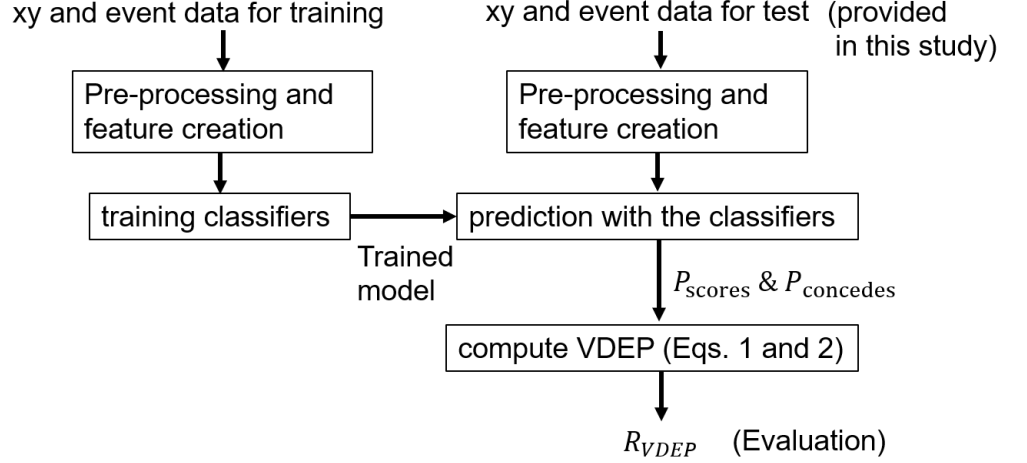 xy and event data for training
xy and event data for test (provided
in this study)
Pre-processing and
feature creation
Pre-processing and
feature creation
training classifiers
prediction with the classifiers
Trained
model
P_scores & P_concedes
compute VDEP (Eqs. 1 and 2)
R_VDEP (Evaluation)